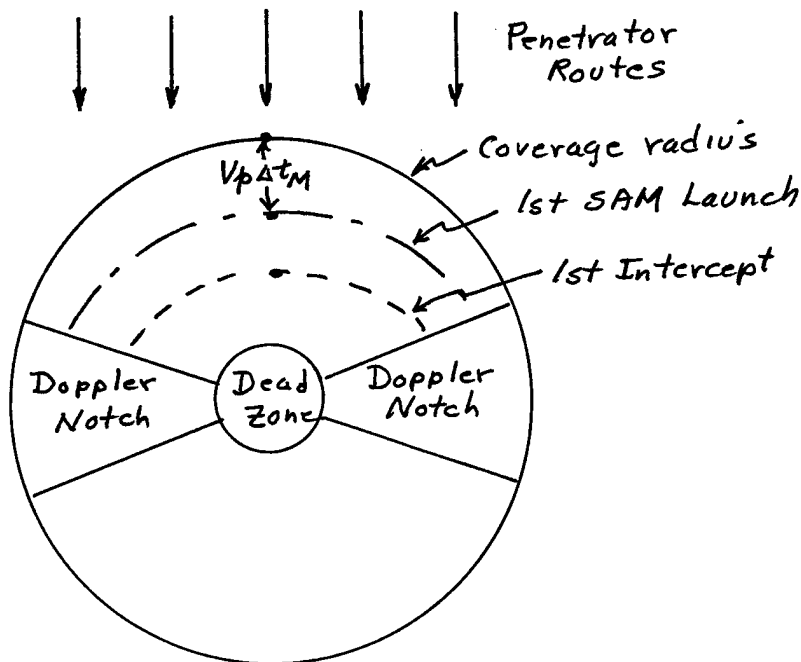 Penetrator
Routes
Coverage radius
VpΔtM
1st SAM Launch
1st Intercept
Doppler
Notch
Dead
Zone
Doppler
Notch